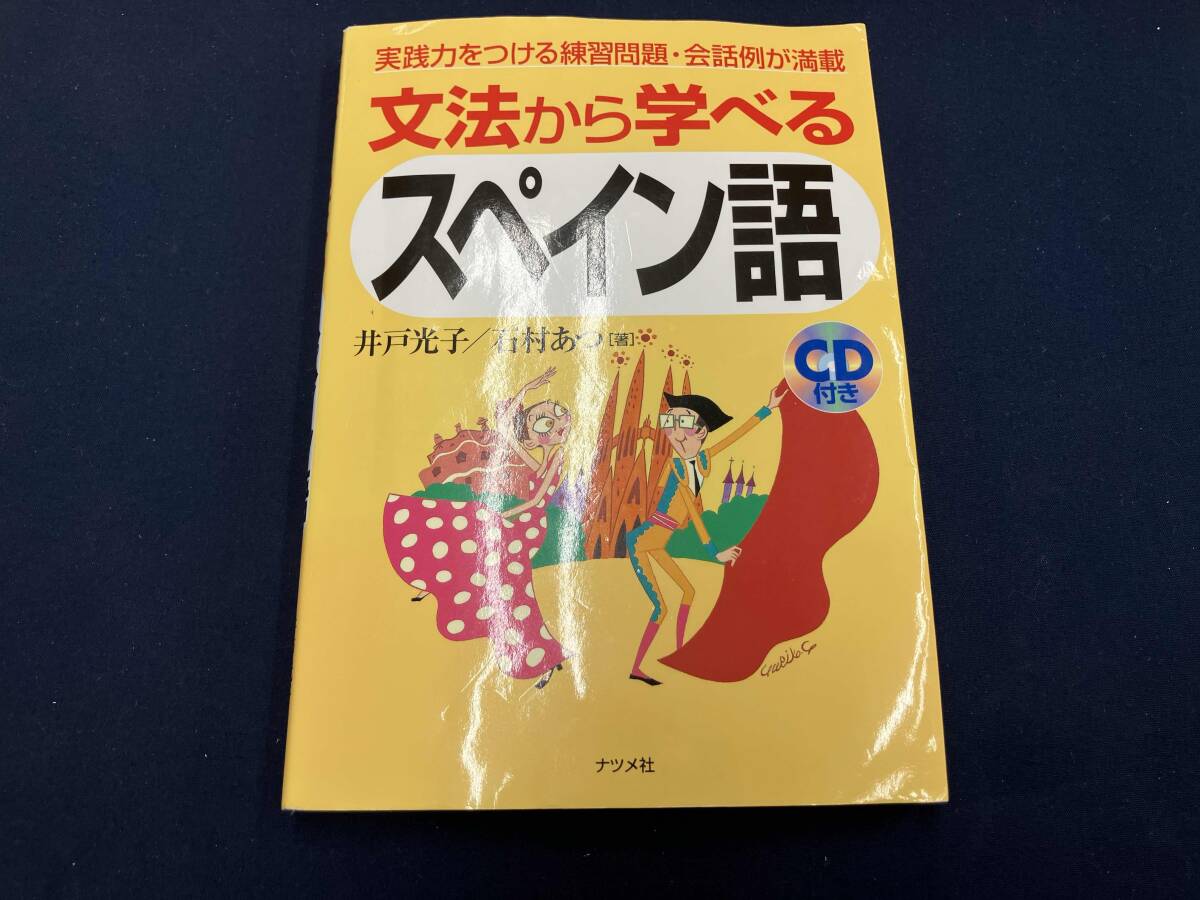 実践力をつける練習問題・会話例が満載
文法から学べる
スペイン語
井戸光子／石村あつ[著]
CD
付き
ナツメ社